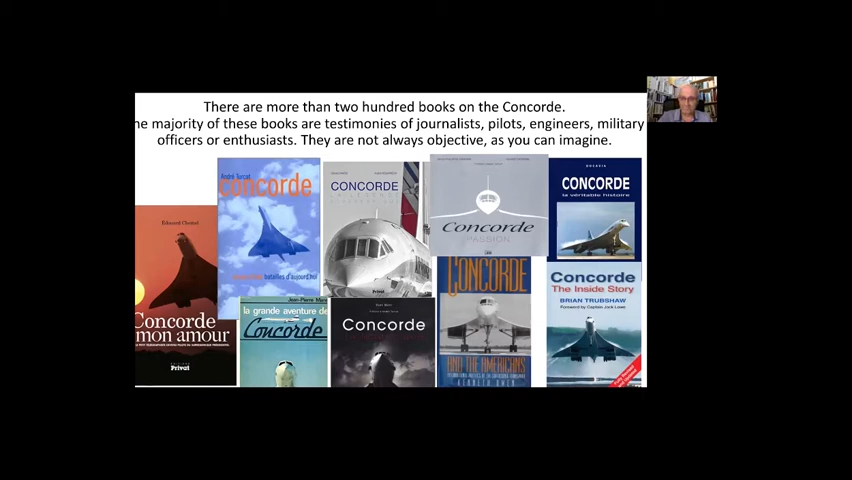 There are more than two hundred books on the Concorde.
he majority of these books are testimonies of journalists, pilots, engineers, military
officers or enthusiasts. They are not always objective, as you can imagine.
André Turcat
concorde
batailles d'aujourd'hui
CONCORDE
Privat
Concorde
PASSION
DOCAVIA
CONCORDE
la véritable histoire
Edouard Chemel
Concorde
mon amour
Privat
Jean-Pierre
la grande aventure de
Concorde
Concorde
CONCORDE
AND THE AMERICANS
KENNETH OWEN
Concorde
The Inside Story
BRIAN TRUBSHAW
Foreword by Captain Jock Lowe